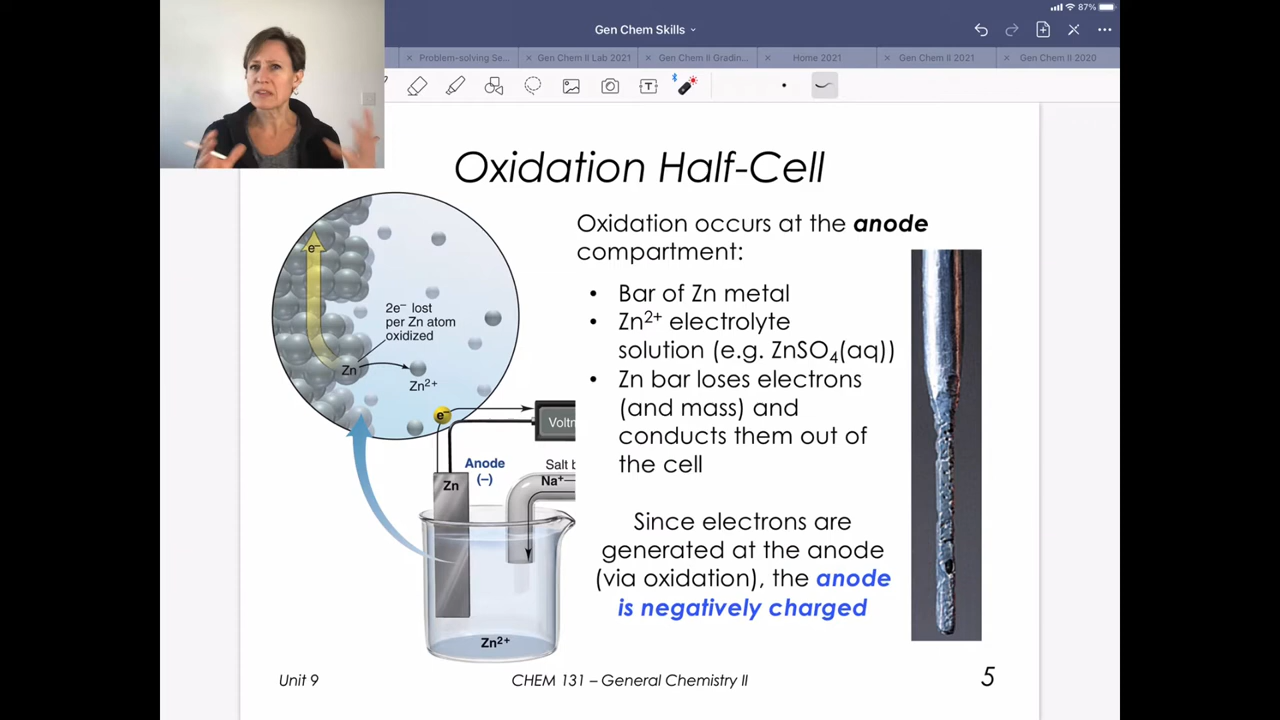 87%
Gen Chem Skills
Problem-solving Se...
Gen Chem II Lab 2021
Gen Chem II Gradin...
Home 2021
Gen Chem II 2021
Gen Chem II 2020
T
Oxidation Half-Cell
e⁻
2e⁻ lost
per Zn atom
oxidized
Zn
Zn²⁺
e⁻
Voltn
Anode
(–)
Salt b
Na⁺
Zn
Zn²⁺
Oxidation occurs at the anode
compartment:
• Bar of Zn metal
• Zn²⁺ electrolyte
solution (e.g. ZnSO₄(aq))
• Zn bar loses electrons
(and mass) and
conducts them out of
the cell
Since electrons are
generated at the anode
(via oxidation), the anode
is negatively charged
Unit 9
CHEM 131 – General Chemistry II
5